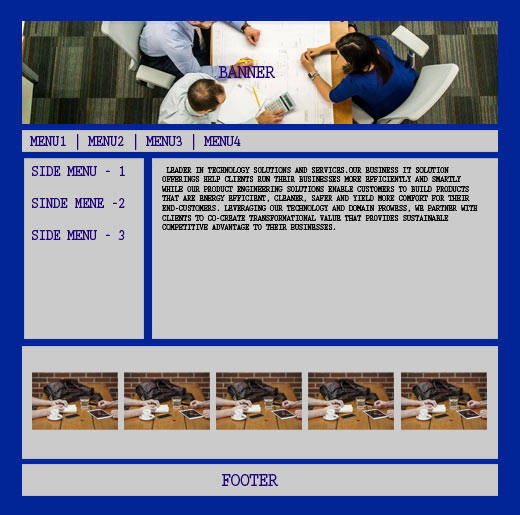 BANNER
MENU1 | MENU2 | MENU3 | MENU4
SIDE MENU - 1
SINDE MENE -2
SIDE MENU - 3
LEADER IN TECHNOLOGY SOLUTIONS AND SERVICES.OUR BUSINESS IT SOLUTION
OFFERINGS HELP CLIENTS RUN THEIR BUSINESSES MORE EFFICIENTLY AND SMARTLY
WHILE OUR PRODUCT ENGINEERING SOLUTIONS ENABLE CUSTOMERS TO BUILD PRODUCTS
THAT ARE ENERGY EFFICIENT, CLEANER, SAFER AND YIELD MORE COMFORT FOR THEIR
END-CUSTOMERS. LEVERAGING OUR TECHNOLOGY AND DOMAIN PROWESS, WE PARTNER WITH
CLIENTS TO CO-CREATE TRANSFORMATIONAL VALUE THAT PROVIDES SUSTAINABLE
COMPETITIVE ADVANTAGE TO THEIR BUSINESSES.
FOOTER